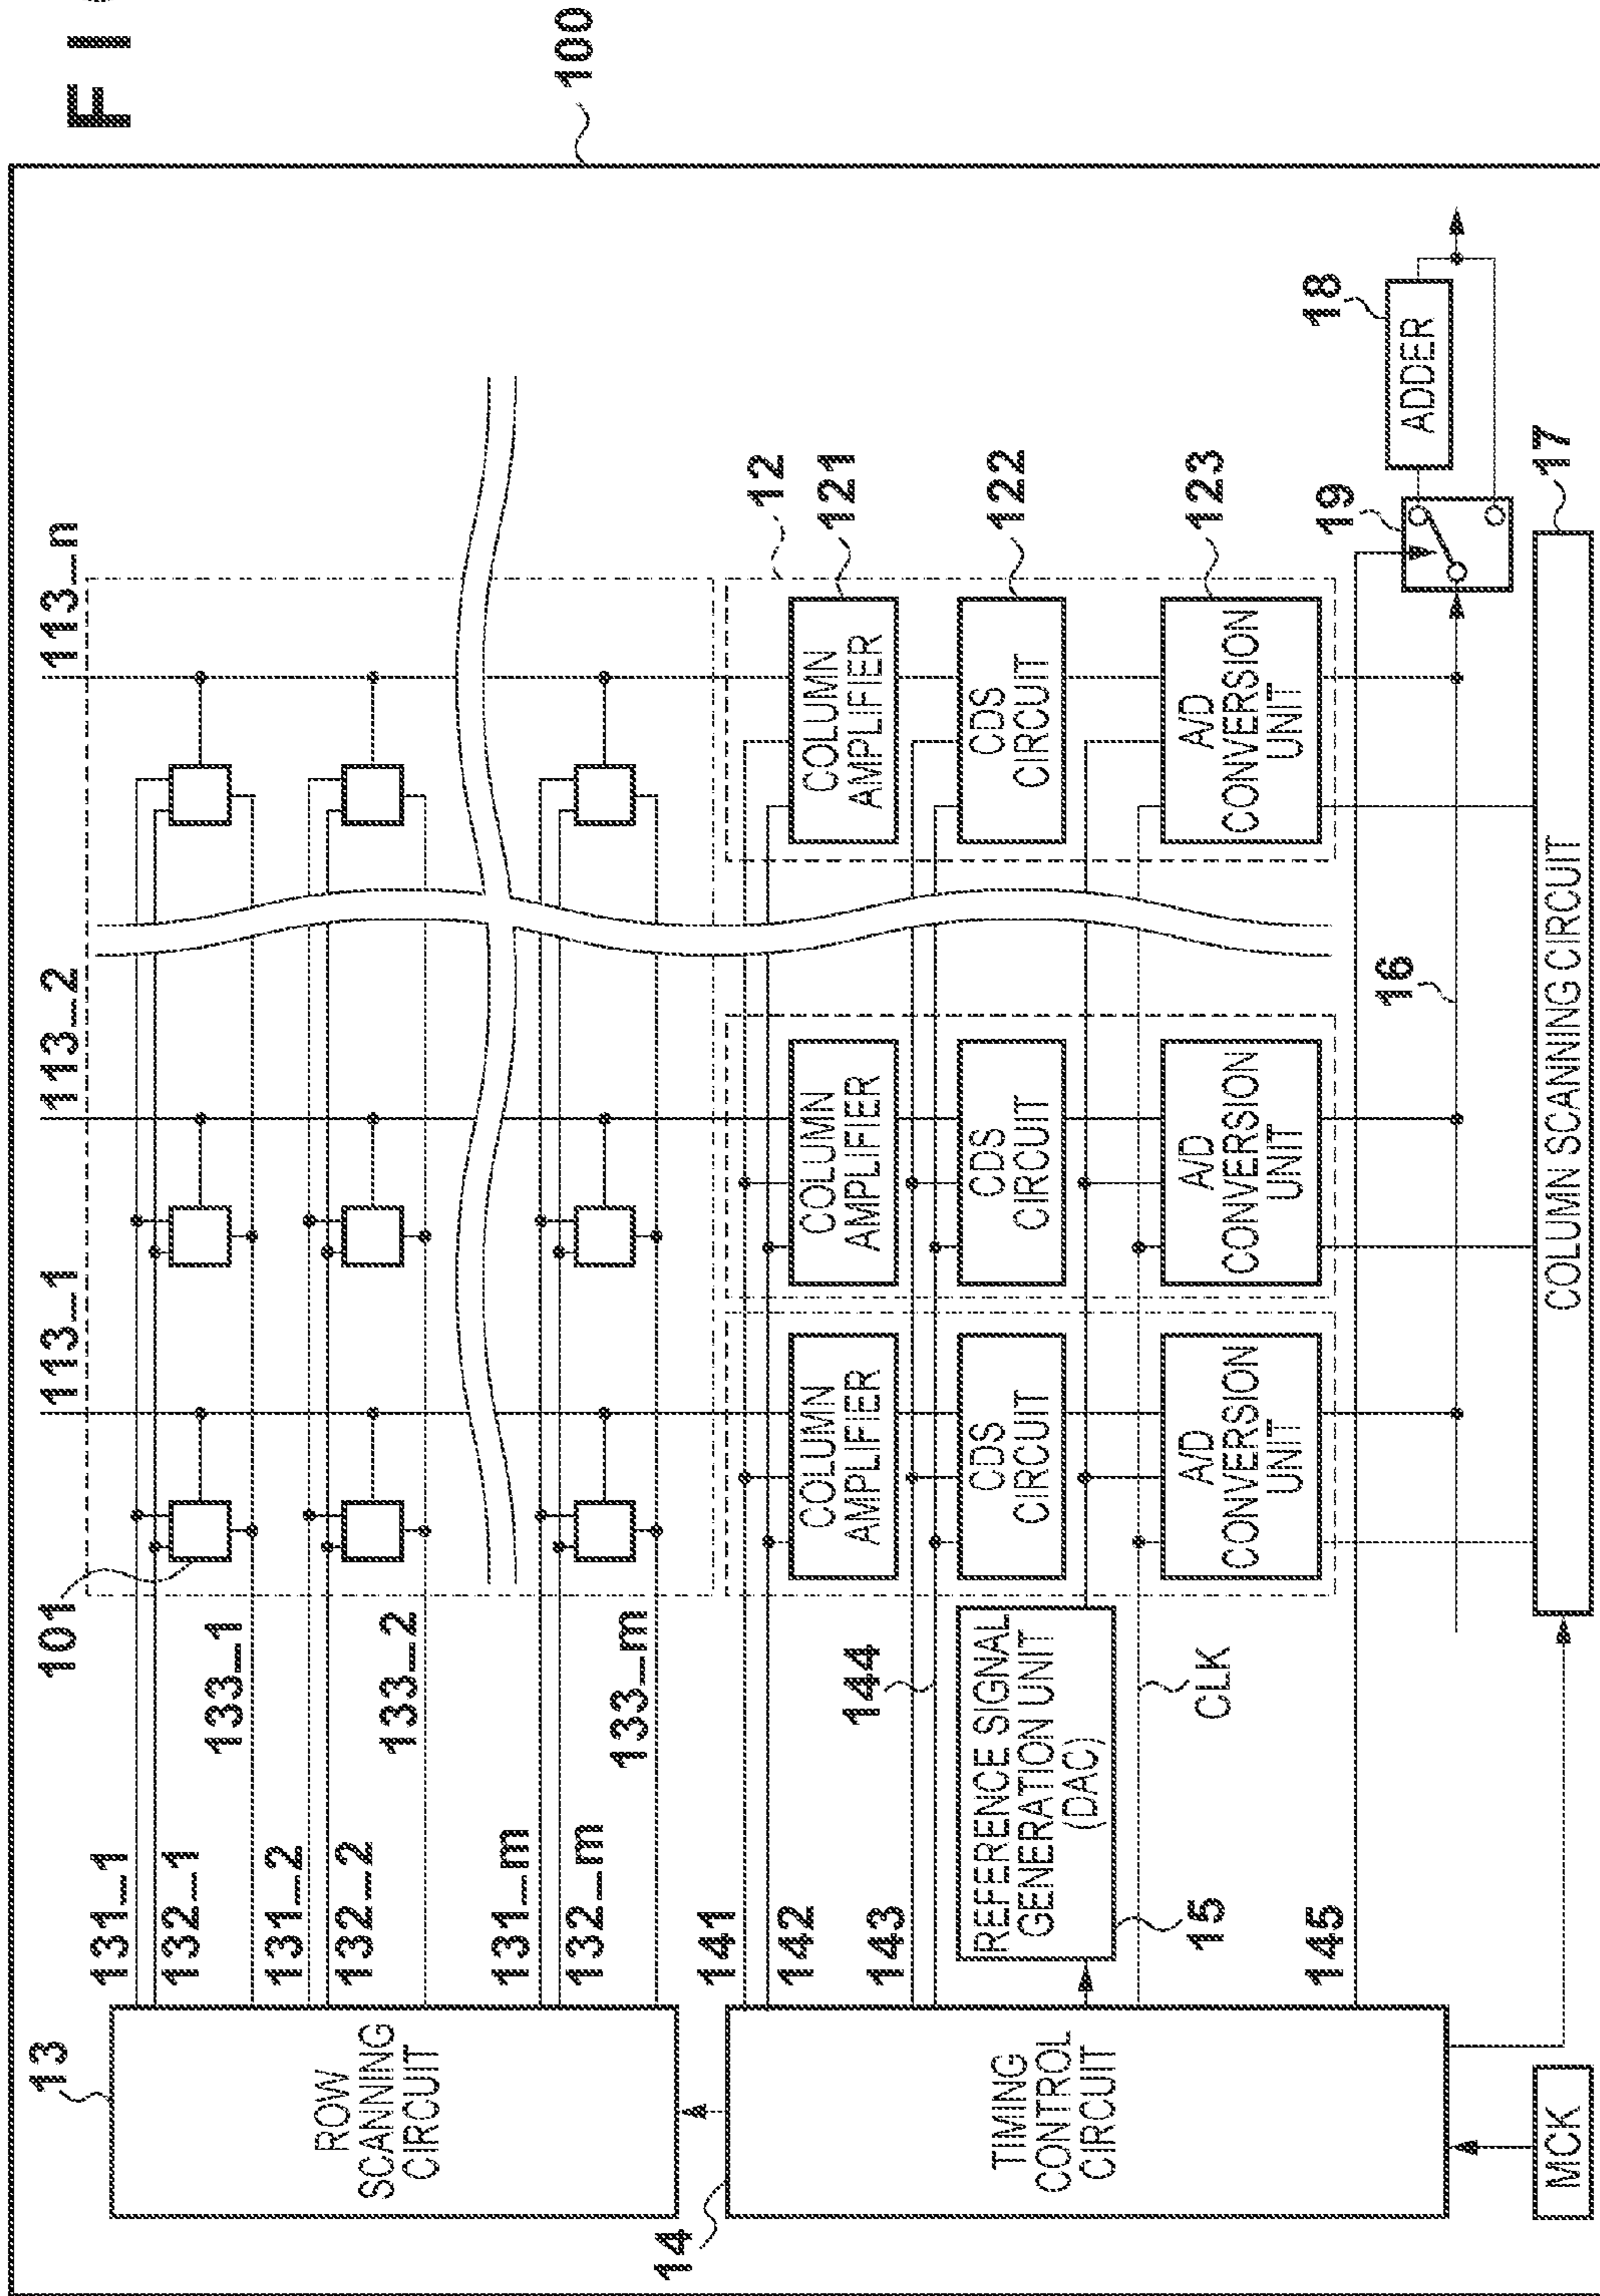 FI
100
113_1
113_2
113_n
101
13
ROW
SCANNING
CIRCUIT
131_1
132_1
133_1
131_2
132_2
133_2
131_m
132_m
133_m
12
121
122
123
14
TIMING
CONTROL
CIRCUIT
141
142
143
144
COLUMN
AMPLIFIER
COLUMN
AMPLIFIER
COLUMN
AMPLIFIER
CDS
CIRCUIT
CDS
CIRCUIT
CDS
CIRCUIT
REFERENCE SIGNAL
GENERATION UNIT
(DAC)
15
CLK
A/D
CONVERSION
UNIT
A/D
CONVERSION
UNIT
A/D
CONVERSION
UNIT
145
16
19
18
ADDER
17
MCK
COLUMN SCANNING CIRCUIT